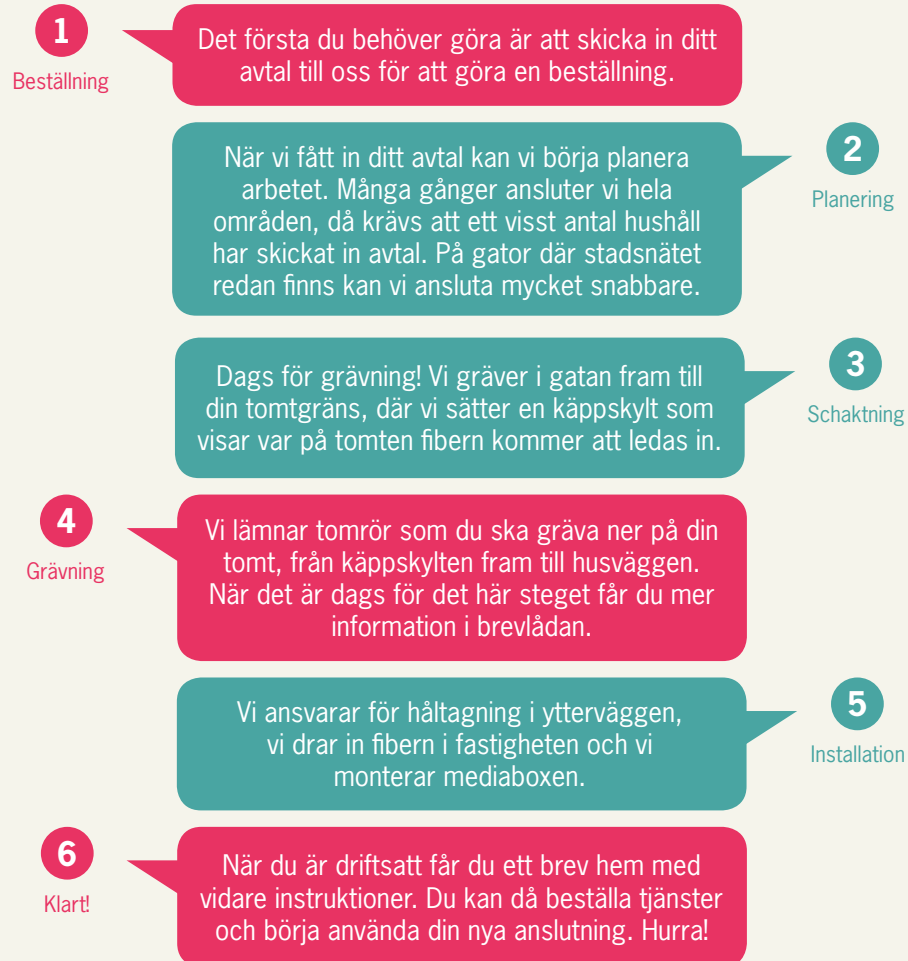 1
Beställning
Det första du behöver göra är att skicka in ditt
avtal till oss för att göra en beställning.
När vi fått in ditt avtal kan vi börja planera
arbetet. Många gånger ansluter vi hela
områden, då krävs att ett visst antal hushåll
har skickat in avtal. På gator där stadsnätet
redan finns kan vi ansluta mycket snabbare.
2
Planering
Dags för grävning! Vi gräver i gatan fram till
din tomtgräns, där vi sätter en käppskylt som
visar var på tomten fibern kommer att ledas in.
3
Schaktning
4
Grävning
Vi lämnar tomrör som du ska gräva ner på din
tomt, från käppskylten fram till husväggen.
När det är dags för det här steget får du mer
information i brevlådan.
Vi ansvarar för håltagning i ytterväggen,
vi drar in fibern i fastigheten och vi
monterar mediaboxen.
5
Installation
6
Klart!
När du är driftsatt får du ett brev hem med
vidare instruktioner. Du kan då beställa tjänster
och börja använda din nya anslutning. Hurra!